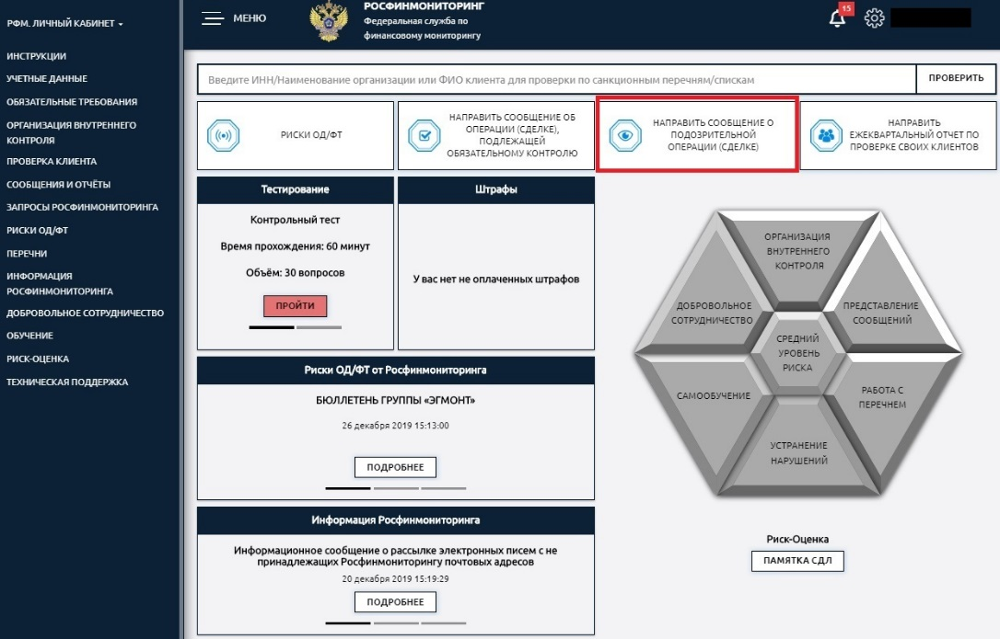 РФМ. ЛИЧНЫЙ КАБИНЕТ
ИНСТРУКЦИИ
УЧЕТНЫЕ ДАННЫЕ
ОБЯЗАТЕЛЬНЫЕ ТРЕБОВАНИЯ
ОРГАНИЗАЦИЯ ВНУТРЕННЕГО
КОНТРОЛЯ
ПРОВЕРКА КЛИЕНТА
СООБЩЕНИЯ И ОТЧЁТЫ
ЗАПРОСЫ РОСФИНМОНИТОРИНГА
РИСКИ ОД/ФТ
ПЕРЕЧНИ
ИНФОРМАЦИЯ
РОСФИНМОНИТОРИНГА
ДОБРОВОЛЬНОЕ СОТРУДНИЧЕСТВО
ОБУЧЕНИЕ
РИСК-ОЦЕНКА
ТЕХНИЧЕСКАЯ ПОДДЕРЖКА
МЕНЮ
РОСФИНМОНИТОРИНГ
Федеральная служба по
финансовому мониторингу
15
Введите ИНН/Наименование организации или ФИО клиента для проверки по санкционным перечням/спискам
ПРОВЕРИТЬ
РИСКИ ОД/ФТ
НАПРАВИТЬ СООБЩЕНИЕ ОБ
ОПЕРАЦИИ (СДЕЛКЕ),
ПОДЛЕЖАЩЕЙ
ОБЯЗАТЕЛЬНОМУ КОНТРОЛЮ
НАПРАВИТЬ СООБЩЕНИЕ О
ПОДОЗРИТЕЛЬНОЙ
ОПЕРАЦИИ (СДЕЛКЕ)
НАПРАВИТЬ
ЕЖЕКВАРТАЛЬНЫЙ ОТЧЕТ ПО
ПРОВЕРКЕ СВОИХ КЛИЕНТОВ
Тестирование
Контрольный тест
Время прохождения: 60 минут
Объём: 30 вопросов
ПРОЙТИ
Штрафы
У вас нет не оплаченных штрафов
Риски ОД/ФТ от Росфинмониторинга
БЮЛЛЕТЕНЬ ГРУППЫ «ЭГМОНТ»
26 декабря 2019 15:13:00
ПОДРОБНЕЕ
Информация Росфинмониторинга
Информационное сообщение о рассылке электронных писем с не
принадлежащих Росфинмониторингу почтовых адресов
20 декабря 2019 15:19:29
ПОДРОБНЕЕ
ОРГАНИЗАЦИЯ
ВНУТРЕННЕГО
КОНТРОЛЯ
ДОБРОВОЛЬНОЕ
СОТРУДНИЧЕСТВО
ПРЕДСТАВЛЕНИЕ
СООБЩЕНИЙ
СРЕДНИЙ
УРОВЕНЬ
РИСКА
САМООБУЧЕНИЕ
РАБОТА С
ПЕРЕЧНЕМ
УСТРАНЕНИЕ
НАРУШЕНИЙ
Риск-Оценка
ПАМЯТКА СДЛ